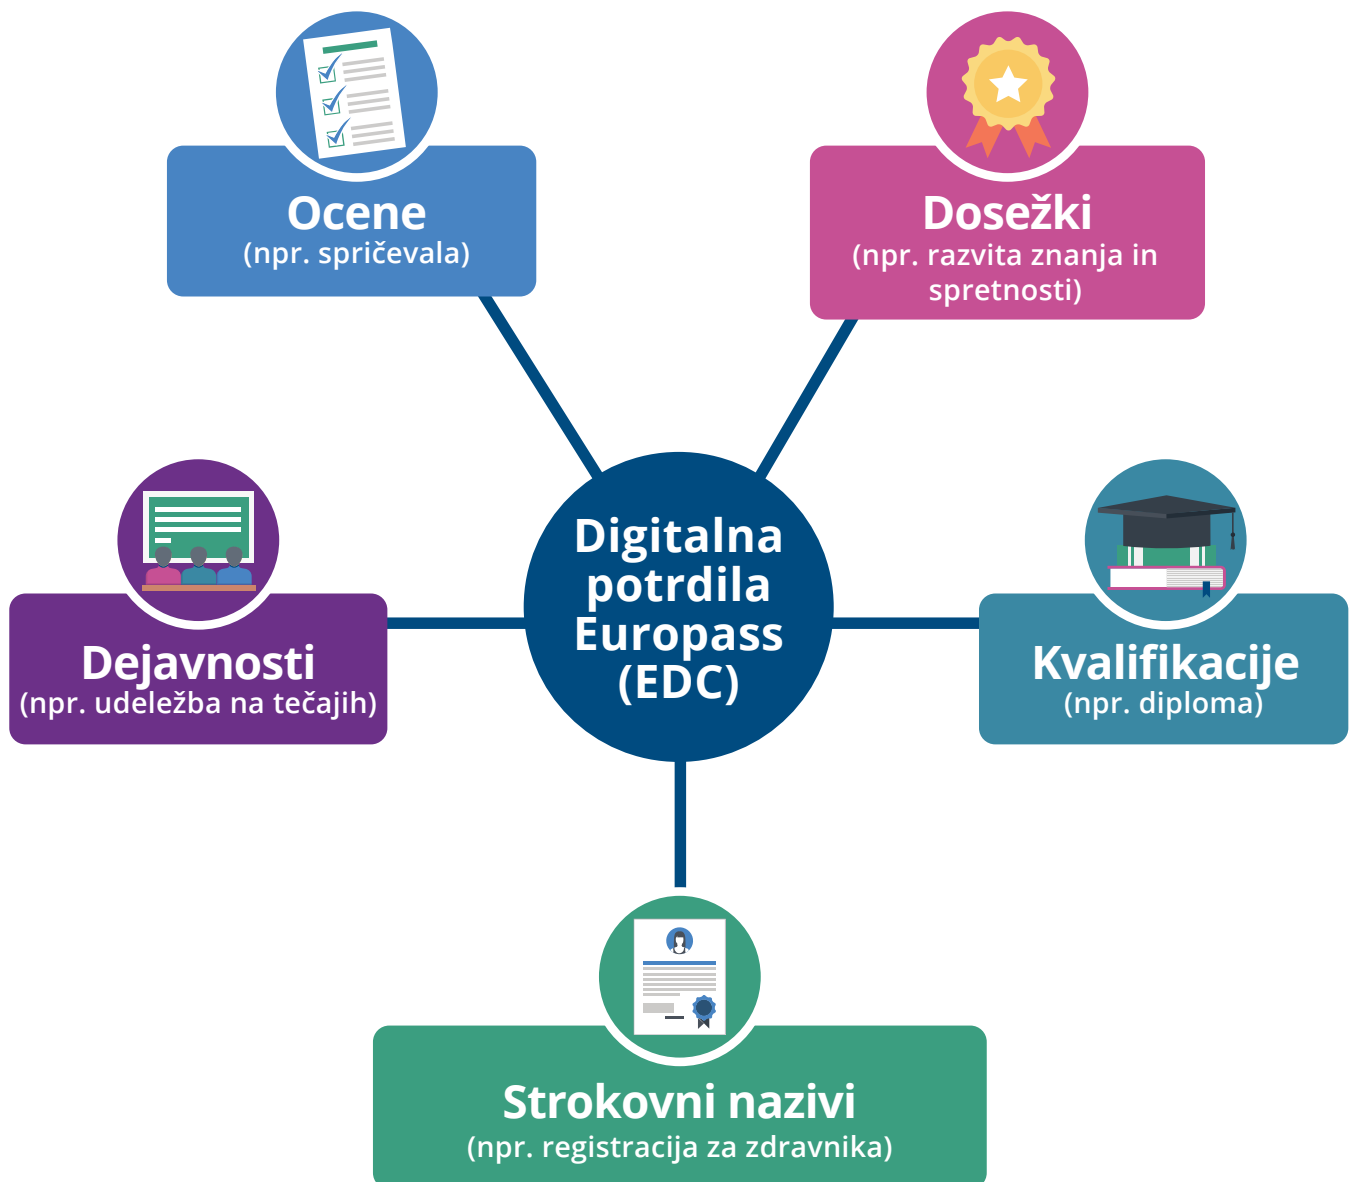 Ocene
(npr. spričevala)
Dosežki
(npr. razvita znanja in
spretnosti)
Digitalna
potrdila
Europass
(EDC)
Dejavnosti
(npr. udeležba na tečajih)
Kvalifikacije
(npr. diploma)
Strokovni nazivi
(npr. registracija za zdravnika)